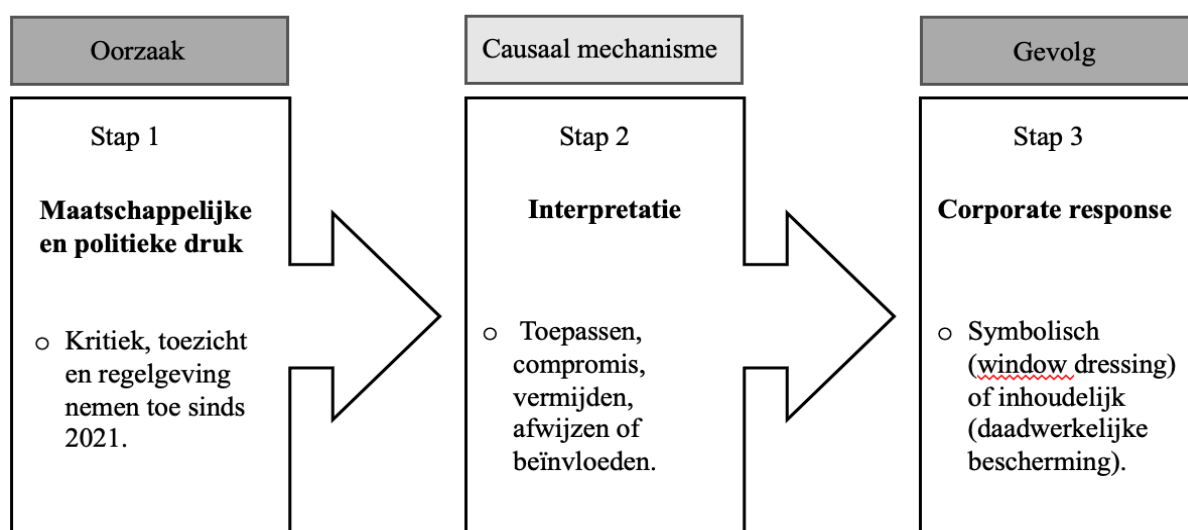 Oorzaak
Causaal mechanisme
Gevolg
Stap 1
Maatschappelijke
en politieke druk
o Kritiek, toezicht
en regelgeving
nemen toe sinds
2021.
Stap 2
Interpretatie
o Toepassen,
compromis,
vermijden,
afwijzen of
beïnvloeden.
Stap 3
Corporate response
o Symbolisch
(window dressing)
of inhoudelijk
(daadwerkelijke
bescherming).